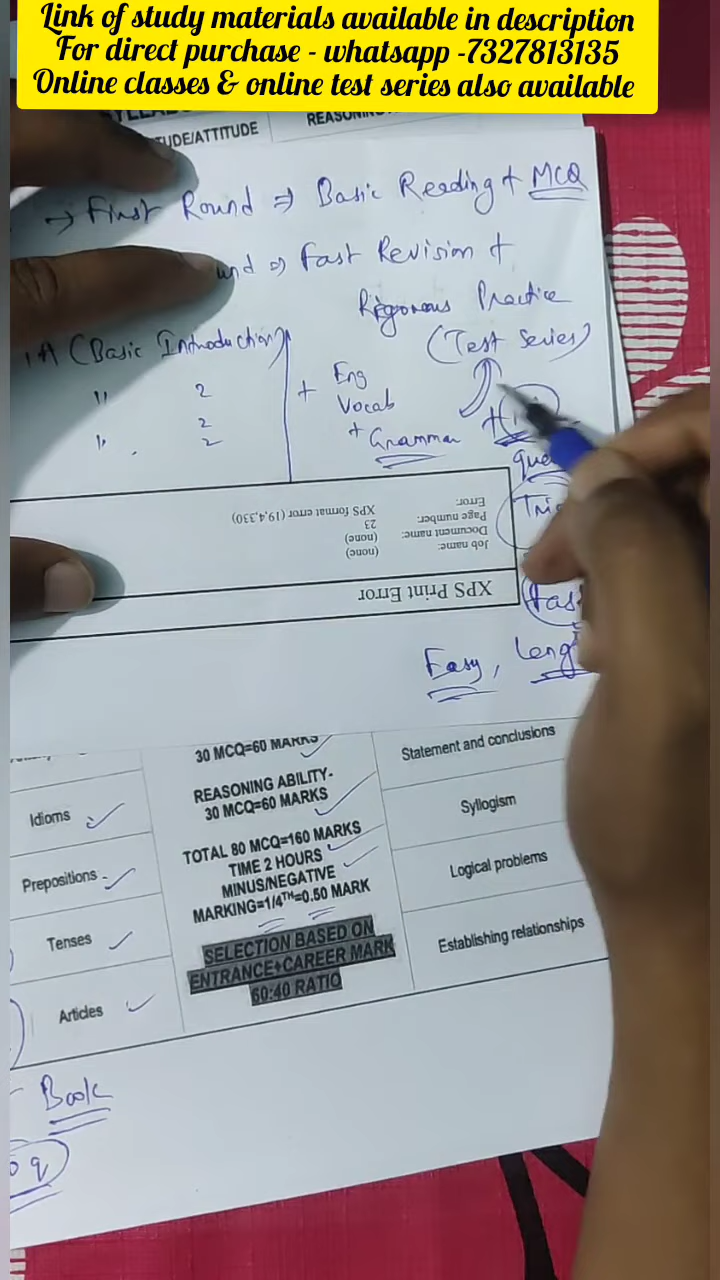 Link of study materials available in description
For direct purchase - whatsapp -7327813135
Online classes & online test series also available
UDE/ATTITUDE
→ First Round ⇒ Basic Reading + MCQ
und ⇒ Fast Revision +
Rigorous Practice
(Test Series)
(Basic Introduction)
" 2
2
" 2
+ Eng
Vocab
+ Grammar
XPS Print Error
Job name: (none)
Document name: (none)
Page number: 23
Error: XPS format error (19,4,330)
Easy, Leng
30 MCQ=60 MARKS
REASONING ABILITY-
30 MCQ=60 MARKS
TOTAL 80 MCQ=160 MARKS
TIME 2 HOURS
MINUS/NEGATIVE
MARKING=1/4TH=0.50 MARK
SELECTION BASED ON
ENTRANCE+CAREER MARK
60:40 RATIO
Idioms
Prepositions
Tenses
Articles
Statement and conclusions
Syllogism
Logical problems
Establishing relationships
Book